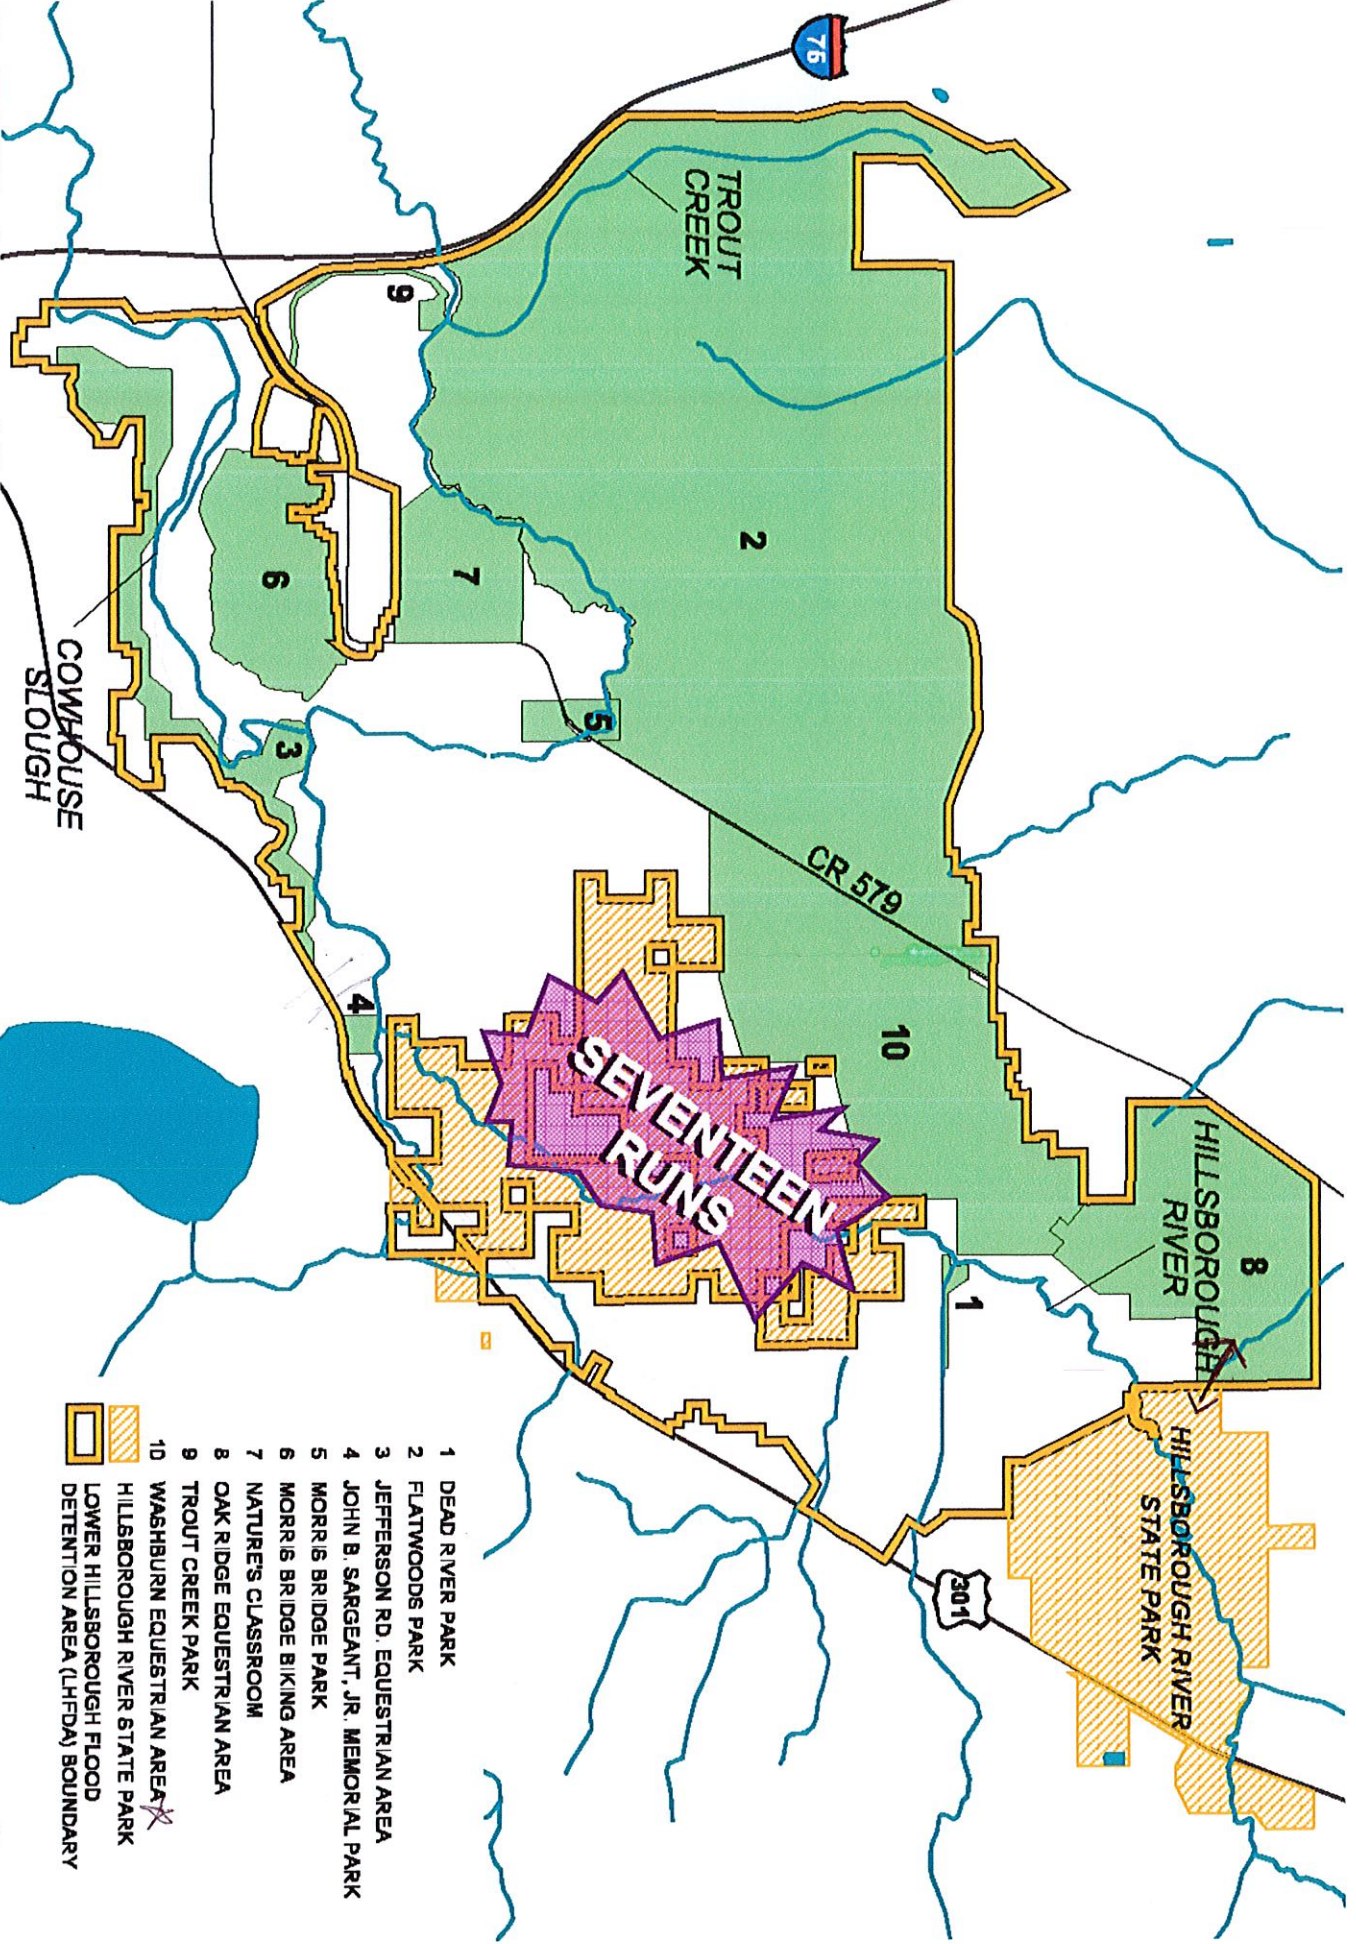 75
TROUT
CREEK
9
2
6
7
5
3
COWHOUSE
SLOUGH
CR 579
4
10
SEVENTEEN
RUNS
HILLSBOROUGH
RIVER
8
1
HILLSBOROUGH RIVER
STATE PARK
301
1 DEAD RIVER PARK
2 FLATWOODS PARK
3 JEFFERSON RD. EQUESTRIAN AREA
4 JOHN B. SARGEANT, JR. MEMORIAL PARK
5 MORRIS BRIDGE PARK
6 MORRIS BRIDGE BIKING AREA
7 NATURE'S CLASSROOM
8 OAK RIDGE EQUESTRIAN AREA
9 TROUT CREEK PARK
10 WASHBURN EQUESTRIAN AREA
HILLSBOROUGH RIVER STATE PARK
LOWER HILLSBOROUGH FLOOD
DETENTION AREA (LHFDA) BOUNDARY